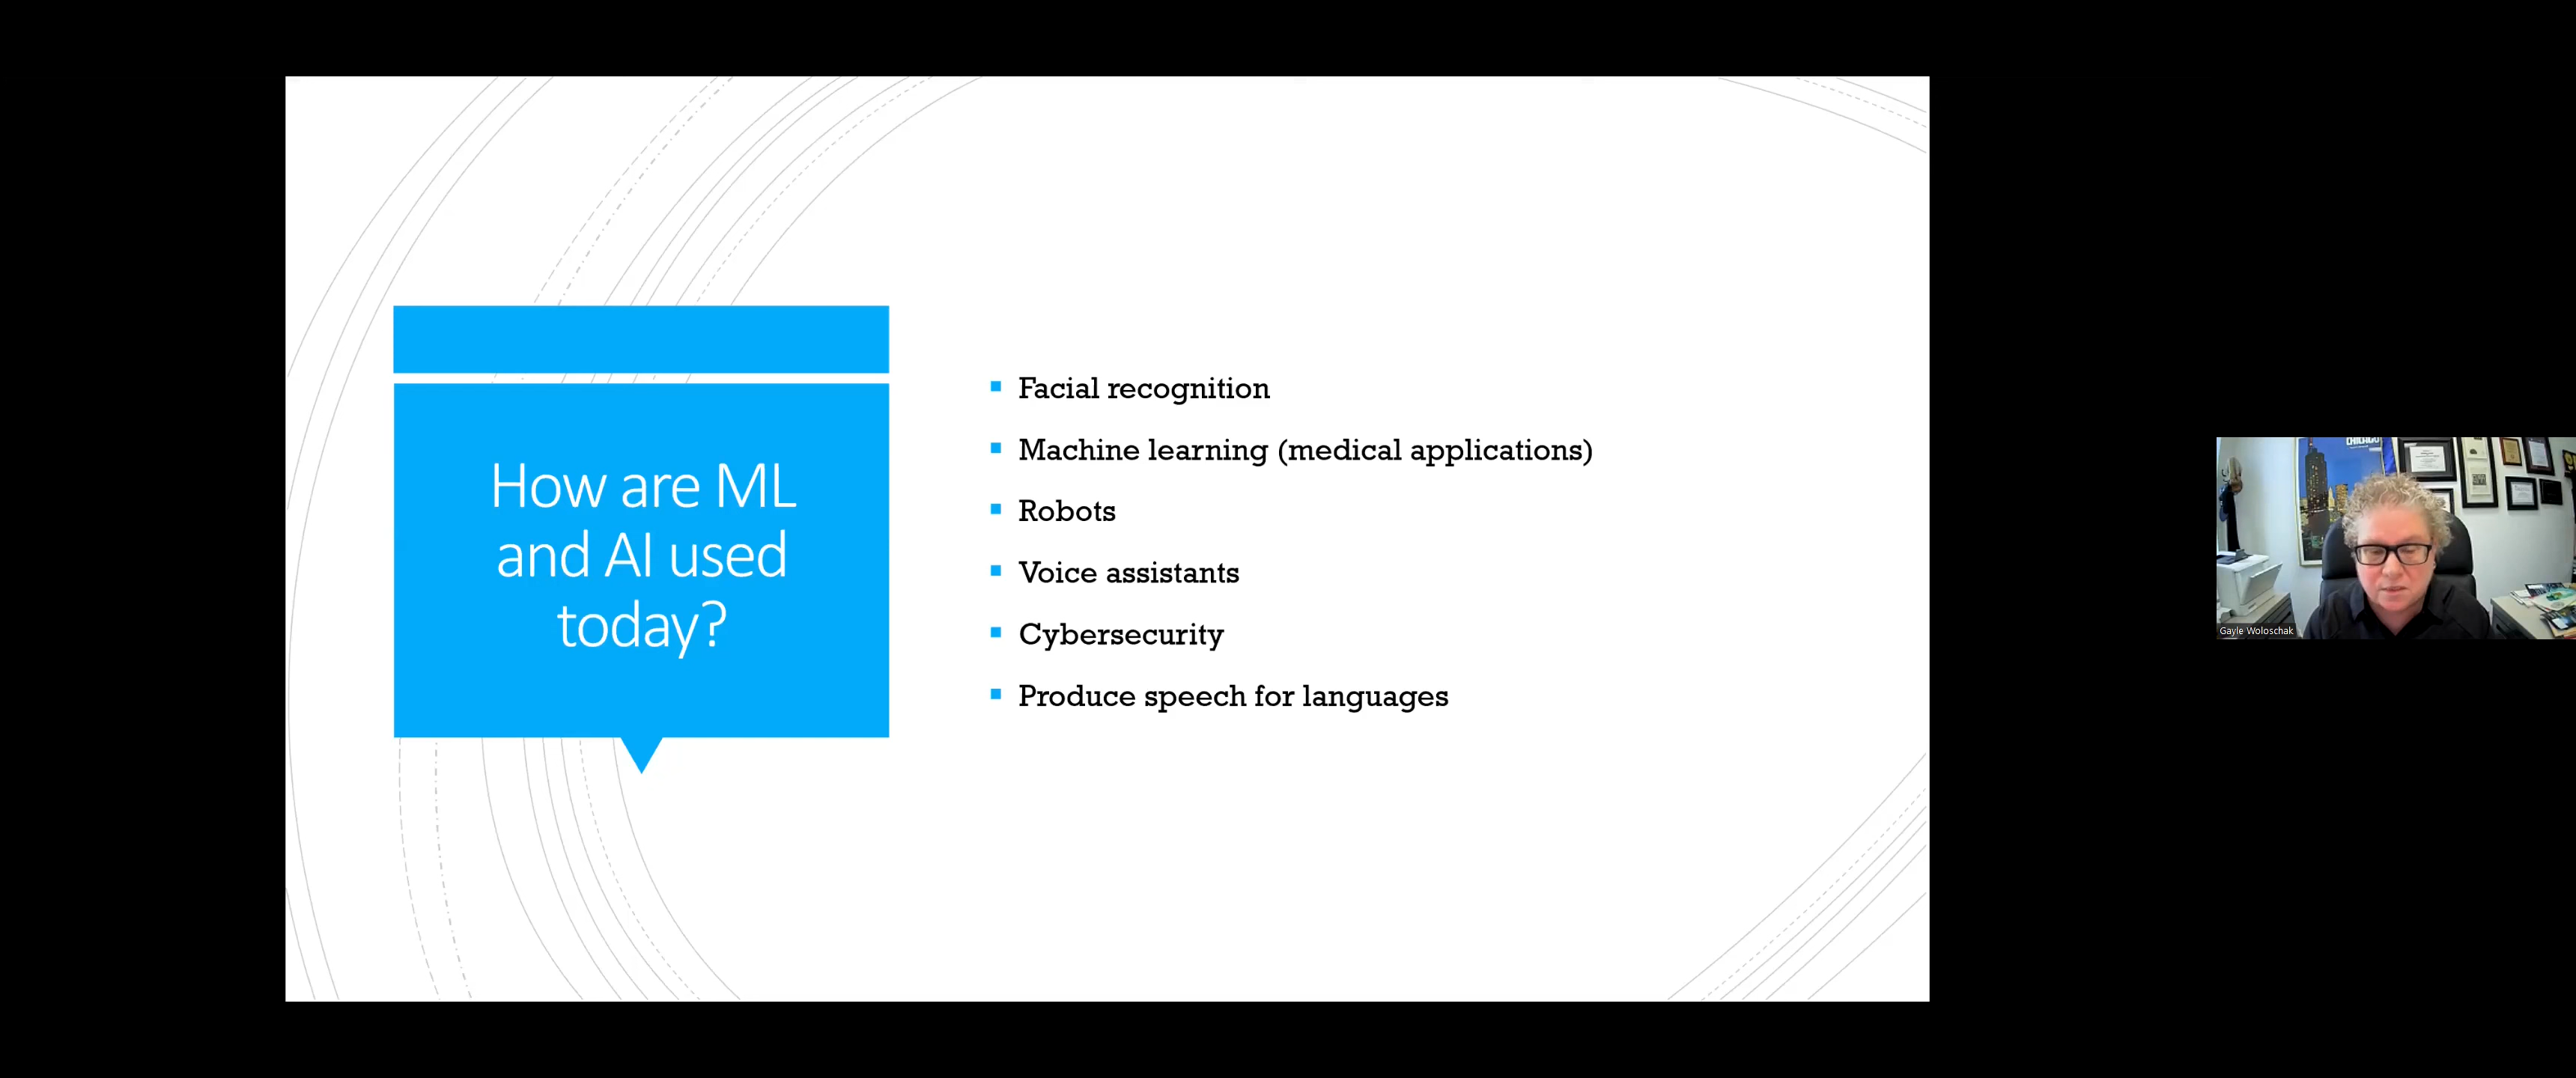 How are ML
and AI used
today?
Facial recognition
Machine learning (medical applications)
Robots
Voice assistants
Cybersecurity
Produce speech for languages
CHICAGO
Gayle Woloschak